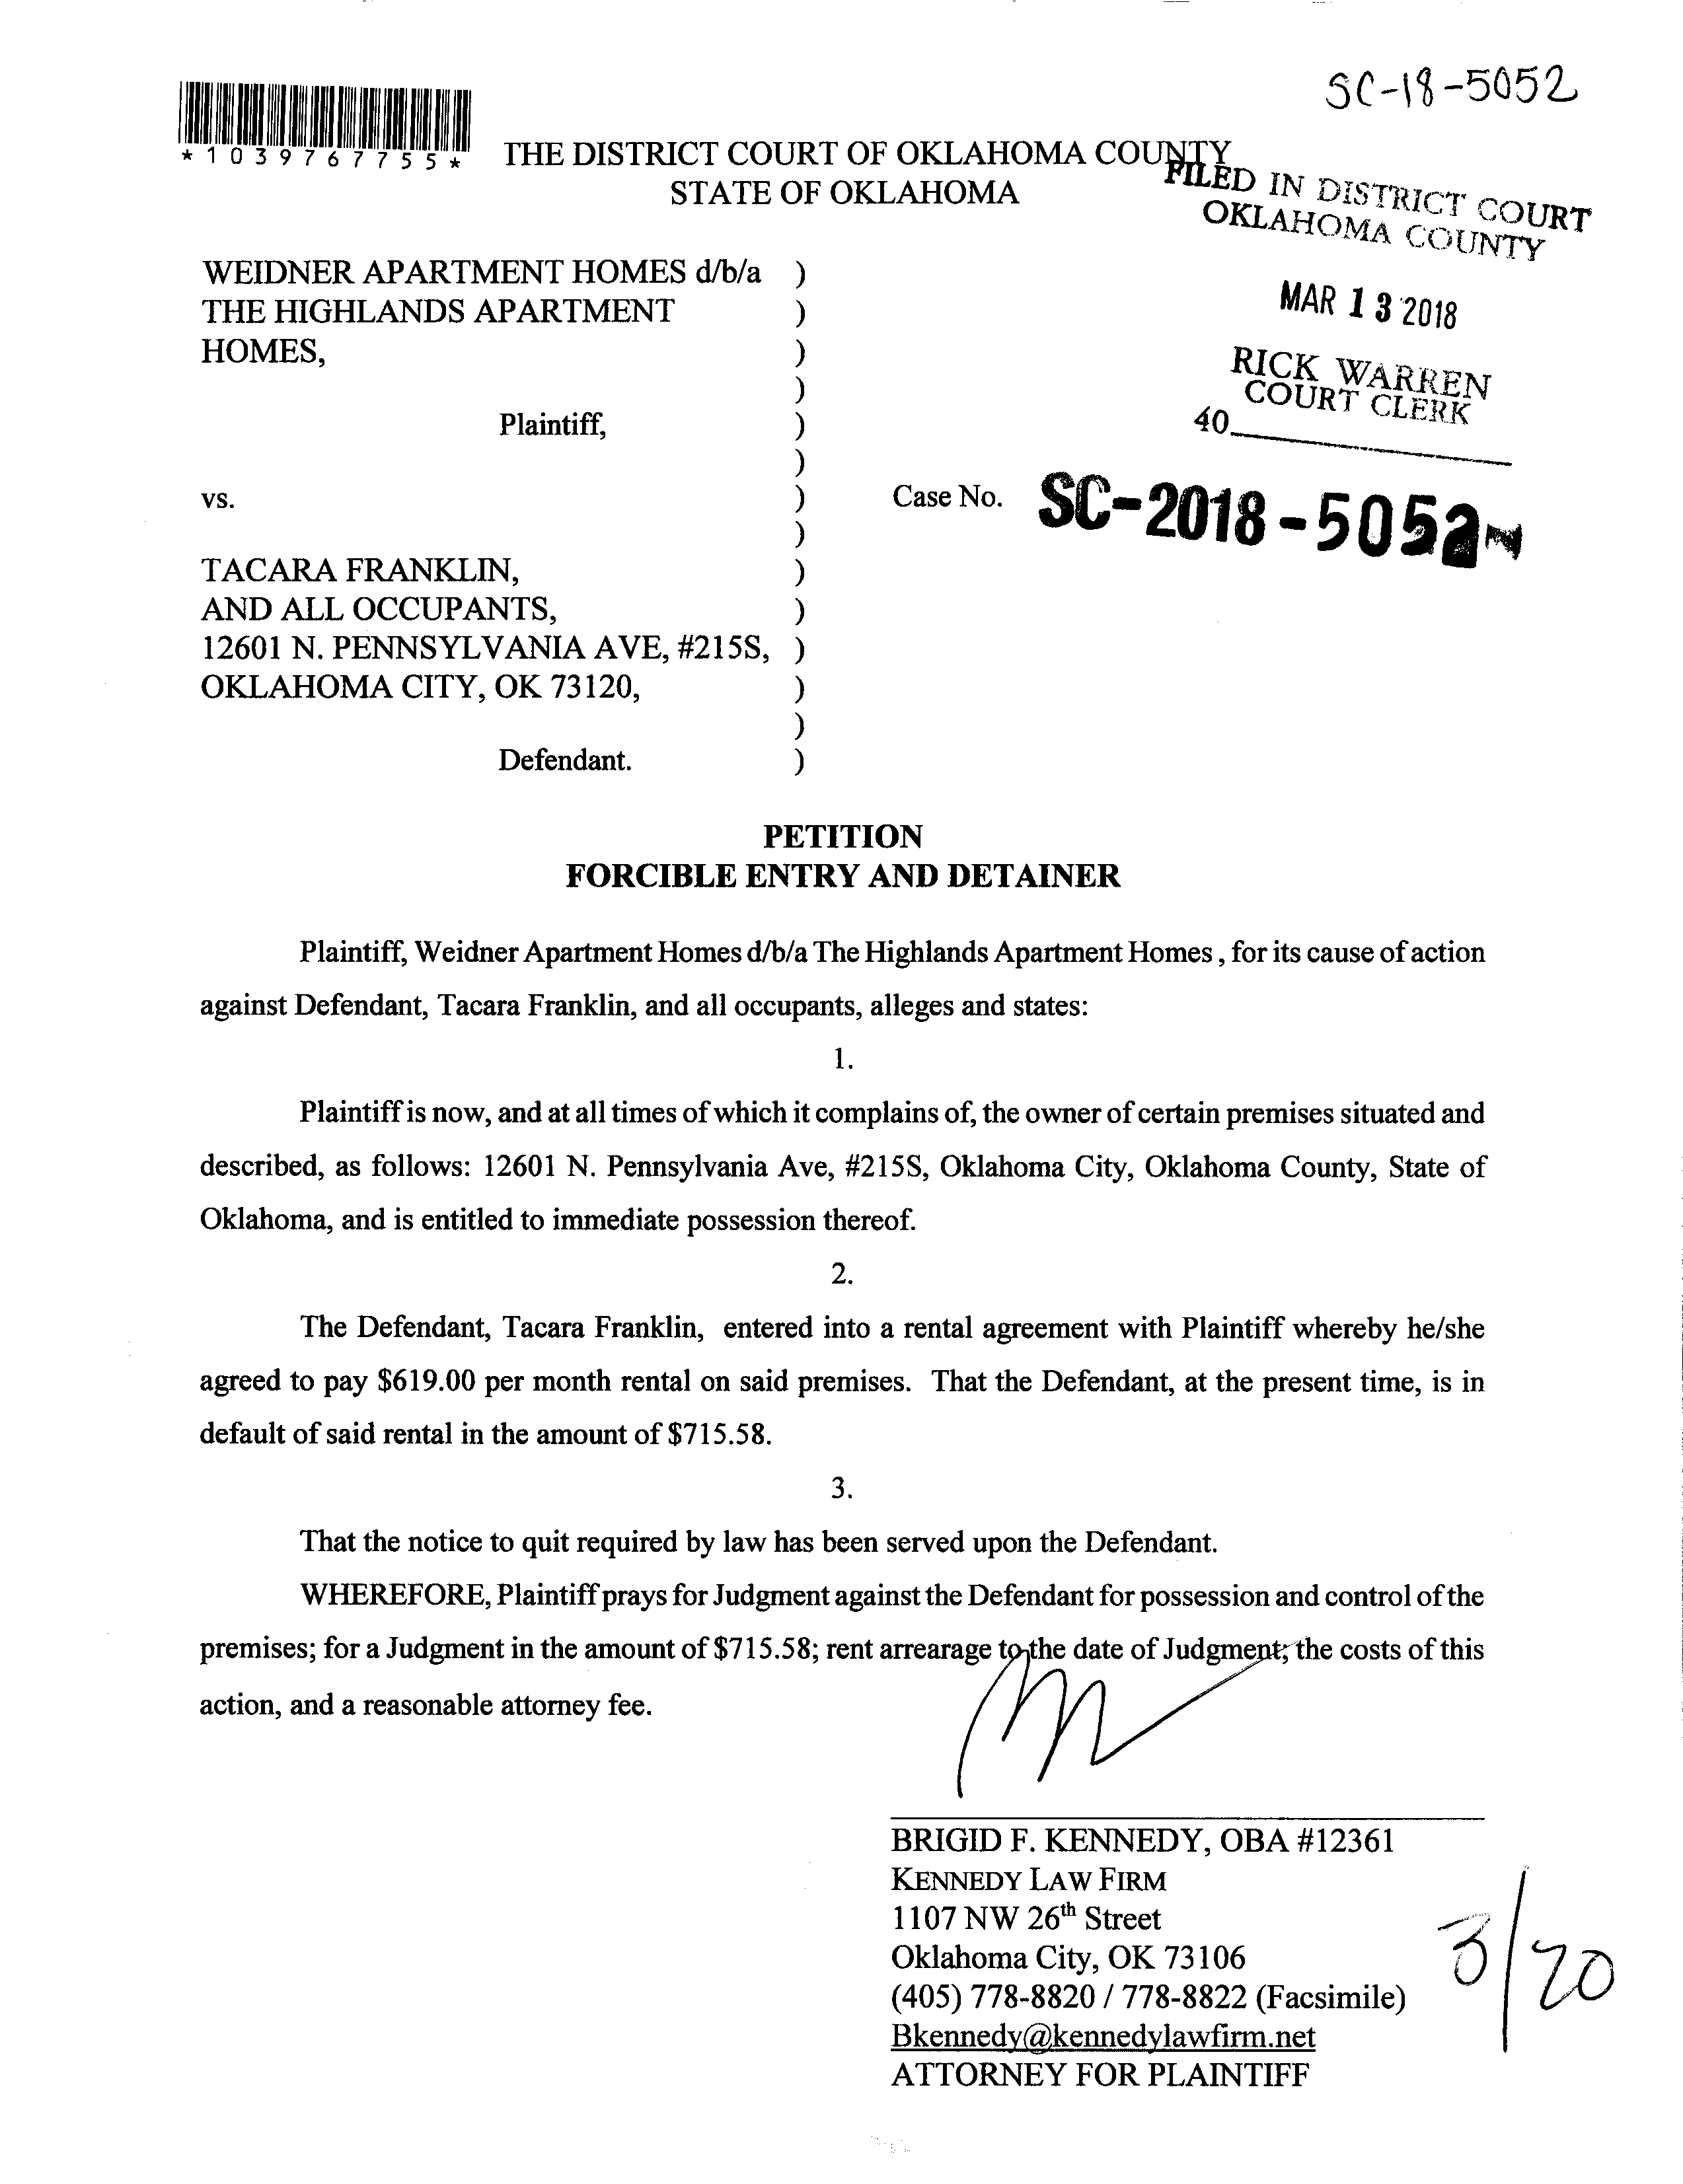 SC-18-5052
*1039767755*
THE DISTRICT COURT OF OKLAHOMA COUNTY
STATE OF OKLAHOMA
FILED IN DISTRICT COURT
OKLAHOMA COUNTY
MAR 13 2018
RICK WARREN
COURT CLERK
40
WEIDNER APARTMENT HOMES d/b/a )
THE HIGHLANDS APARTMENT )
HOMES, )
)
Plaintiff, )
)
vs. ) Case No. SC-2018-5052
)
TACARA FRANKLIN, )
AND ALL OCCUPANTS, )
12601 N. PENNSYLVANIA AVE, #215S, )
OKLAHOMA CITY, OK 73120, )
)
Defendant. )
PETITION
FORCIBLE ENTRY AND DETAINER
Plaintiff, Weidner Apartment Homes d/b/a The Highlands Apartment Homes , for its cause of action
against Defendant, Tacara Franklin, and all occupants, alleges and states:
1.
Plaintiff is now, and at all times of which it complains of, the owner of certain premises situated and
described, as follows: 12601 N. Pennsylvania Ave, #215S, Oklahoma City, Oklahoma County, State of
Oklahoma, and is entitled to immediate possession thereof.
2.
The Defendant, Tacara Franklin, entered into a rental agreement with Plaintiff whereby he/she
agreed to pay $619.00 per month rental on said premises. That the Defendant, at the present time, is in
default of said rental in the amount of $715.58.
3.
That the notice to quit required by law has been served upon the Defendant.
WHEREFORE, Plaintiff prays for Judgment against the Defendant for possession and control of the
premises; for a Judgment in the amount of $715.58; rent arrearage to the date of Judgment; the costs of this
action, and a reasonable attorney fee.
BRIGID F. KENNEDY, OBA #12361
KENNEDY LAW FIRM
1107 NW 26th Street
Oklahoma City, OK 73106
(405) 778-8820 / 778-8822 (Facsimile)
Bkennedy@kennedylawfirm.net
ATTORNEY FOR PLAINTIFF
3/20